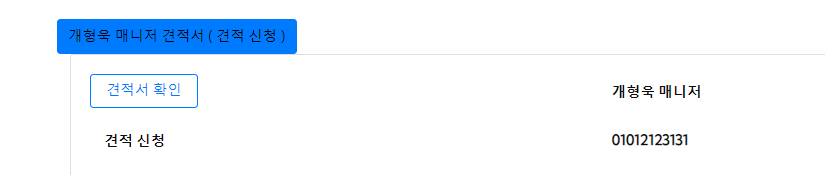 개형욱 매니저 견적서 ( 견적 신청 )
견적서 확인
개형욱 매니저
견적 신청
01012123131